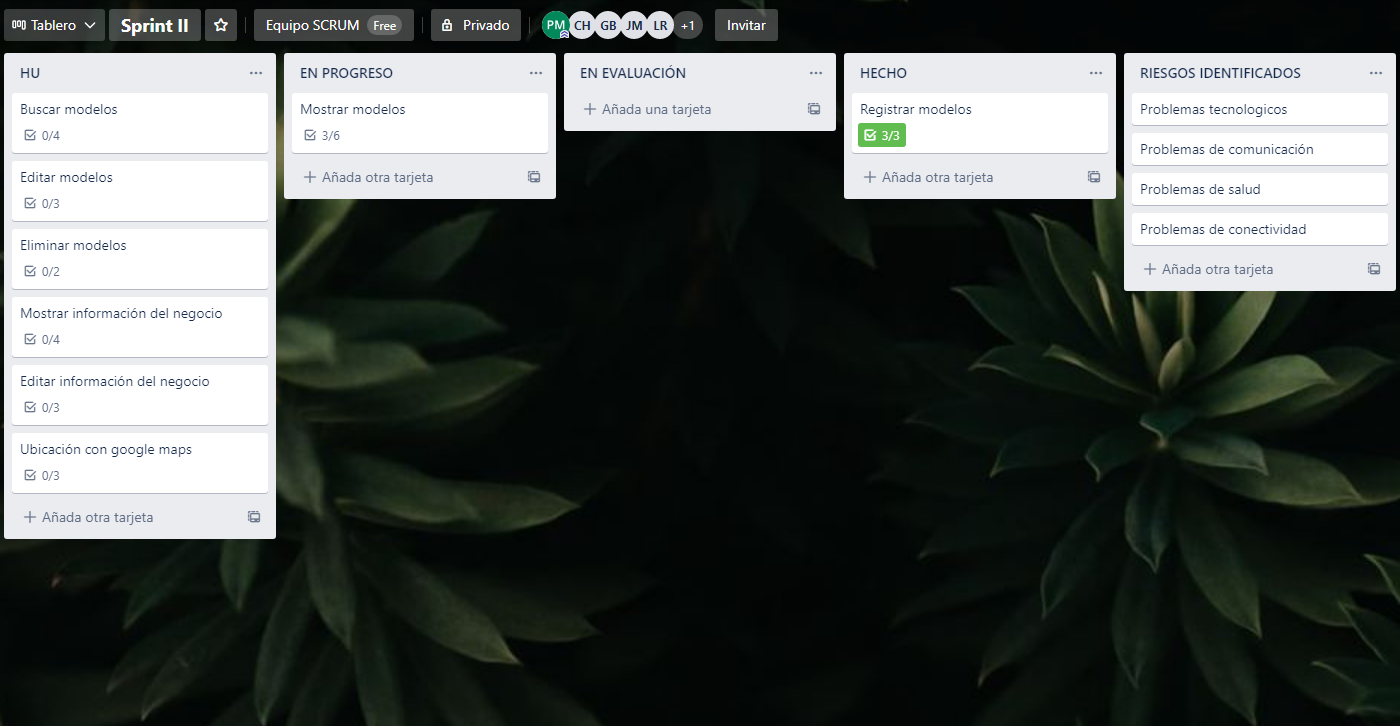 Tablero
Sprint II
Equipo SCRUM Free
Privado
PM CH GB JM LR +1
Invitar
HU
Buscar modelos
0/4
Editar modelos
0/3
Eliminar modelos
0/2
Mostrar información del negocio
0/4
Editar información del negocio
0/3
Ubicación con google maps
0/3
Añada otra tarjeta
EN PROGRESO
Mostrar modelos
3/6
Añada otra tarjeta
EN EVALUACIÓN
Añada una tarjeta
HECHO
Registrar modelos
3/3
Añada otra tarjeta
RIESGOS IDENTIFICADOS
Problemas tecnologicos
Problemas de comunicación
Problemas de salud
Problemas de conectividad
Añada otra tarjeta